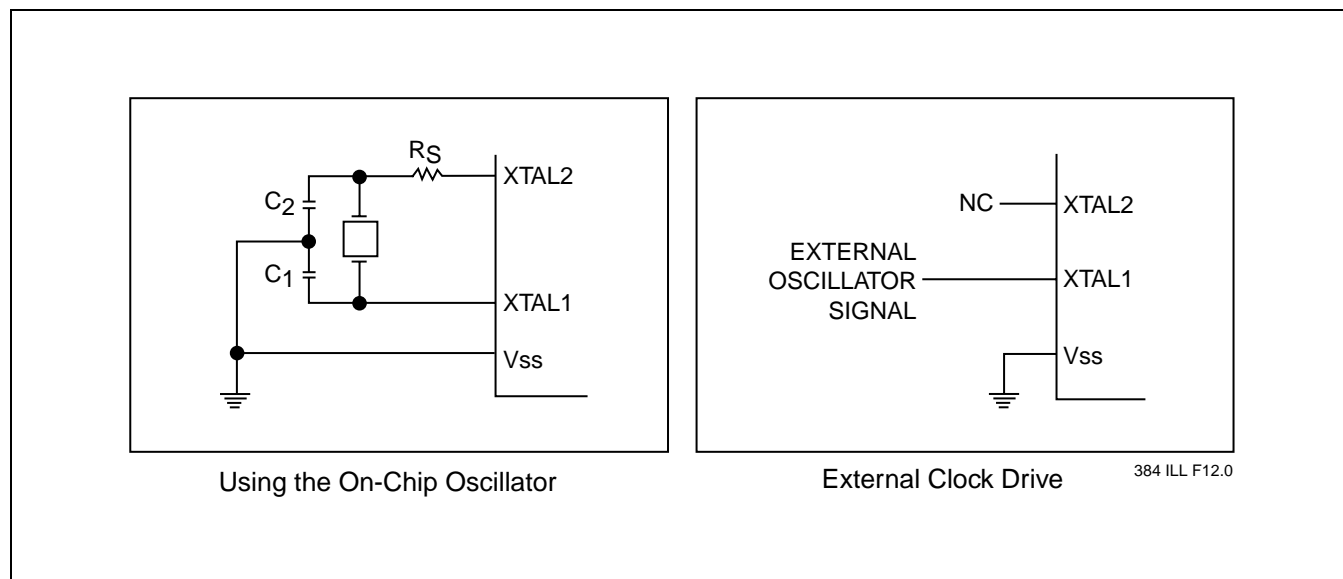 RS
XTAL2
C2
C1
XTAL1
Vss
Using the On-Chip Oscillator
NC
XTAL2
EXTERNAL
OSCILLATOR
SIGNAL
XTAL1
Vss
External Clock Drive
384 ILL F12.0